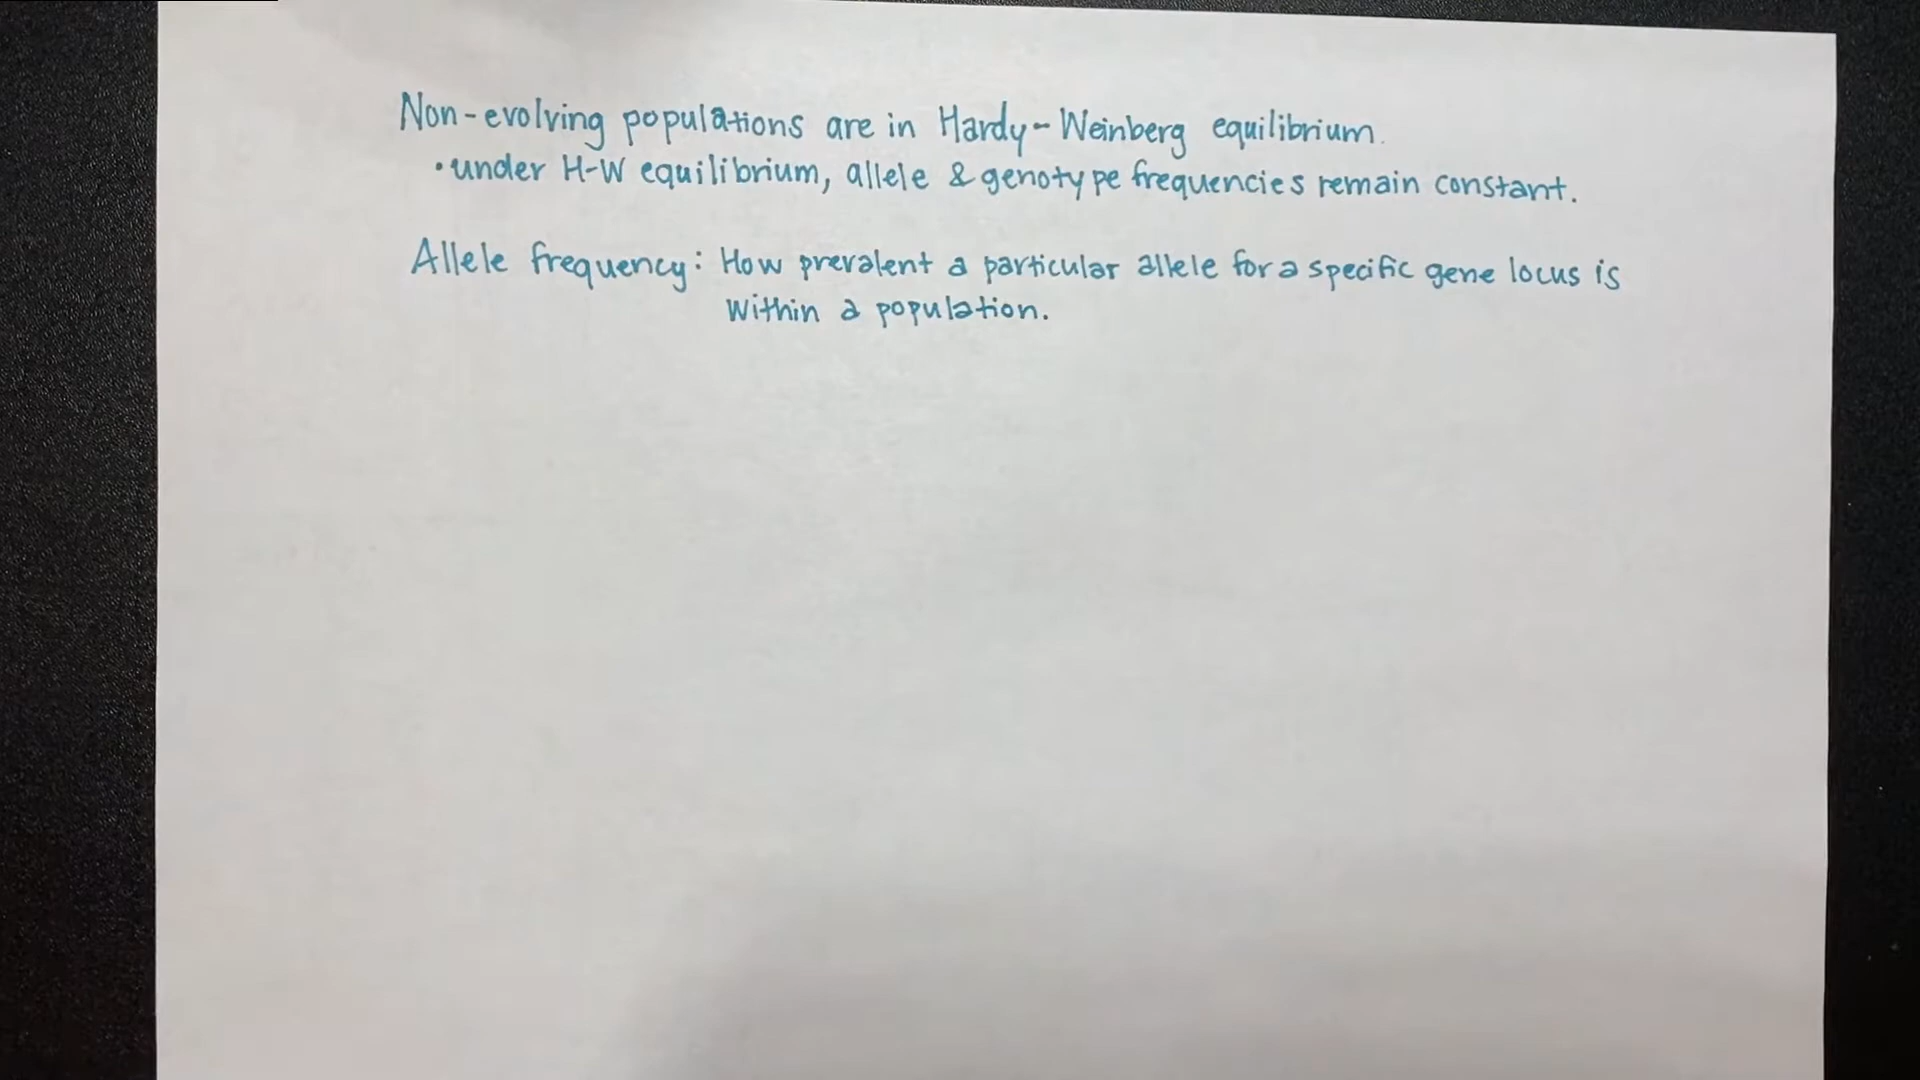 Non-evolving populations are in Hardy-Weinberg equilibrium.
• under H-W equilibrium, allele & genotype frequencies remain constant.
Allele frequency: How prevalent a particular allele for a specific gene locus is
within a population.